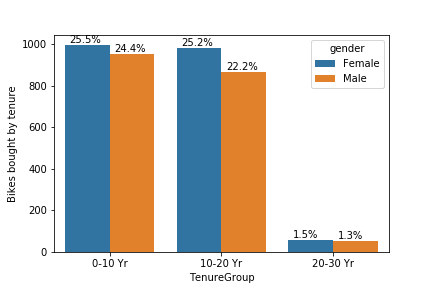 25.5%
24.4%
25.2%
22.2%
1.5%
1.3%
gender
Female
Male
1000
800
600
400
200
0
Bikes bought by tenure
0-10 Yr
10-20 Yr
20-30 Yr
TenureGroup